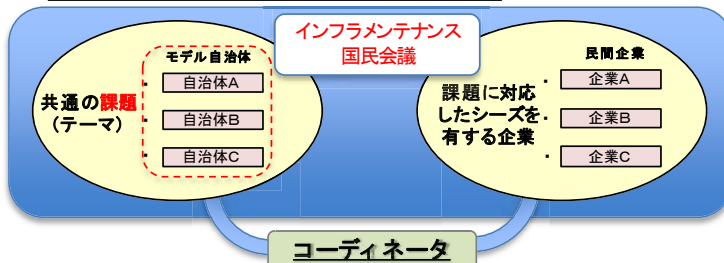 インフラメンテナンス
国民会議
モデル自治体
共通の課題
(テーマ)
・自治体A
・自治体B
・自治体C
民間企業
課題に対応
したシーズを
有する企業
・企業A
・企業B
・企業C
コーディネータ